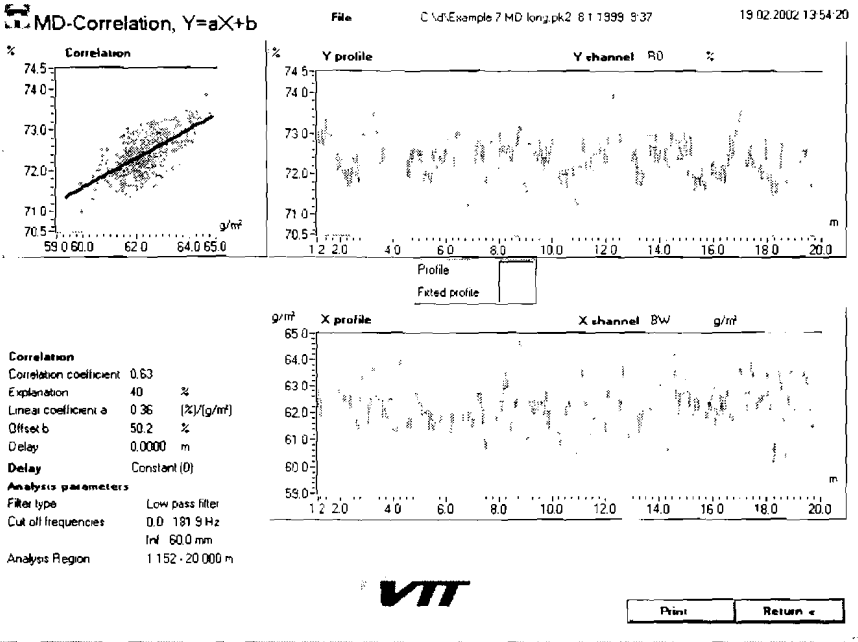 MD-Correlation, Y=aX+b File C:\d\Example 7 MD long.pk2 8.1.1999 9:37 19.02.2002 13:54:20
% Correlation
74.5
74.0
73.0
72.0
71.0
70.5
g/m²
59.0 60.0 62.0 64.0 65.0
% Y profile Y channel R0 %
74.5
74.0
73.0
72.0
71.0
70.5
m
1.2 2.0 4.0 6.0 8.0 10.0 12.0 14.0 16.0 18.0 20.0
Profile
Fitted profile
g/m² X profile X channel BW g/m²
65.0
64.0
63.0
62.0
61.0
60.0
59.0
m
1.2 2.0 4.0 6.0 8.0 10.0 12.0 14.0 16.0 18.0 20.0
Correlation
Correlation coefficient 0.63
Explanation 40 %
Linear coefficient a 0.36 (%)/(g/m²)
Offset b 50.2 %
Delay 0.0000 m
Delay Constant (0)
Analysis parameters
Filter type Low pass filter
Cut off frequencies 0.0 181.9 Hz
Inf 60.0 mm
Analysis Region 1.152 - 20.000 m
VTT
Print Return <